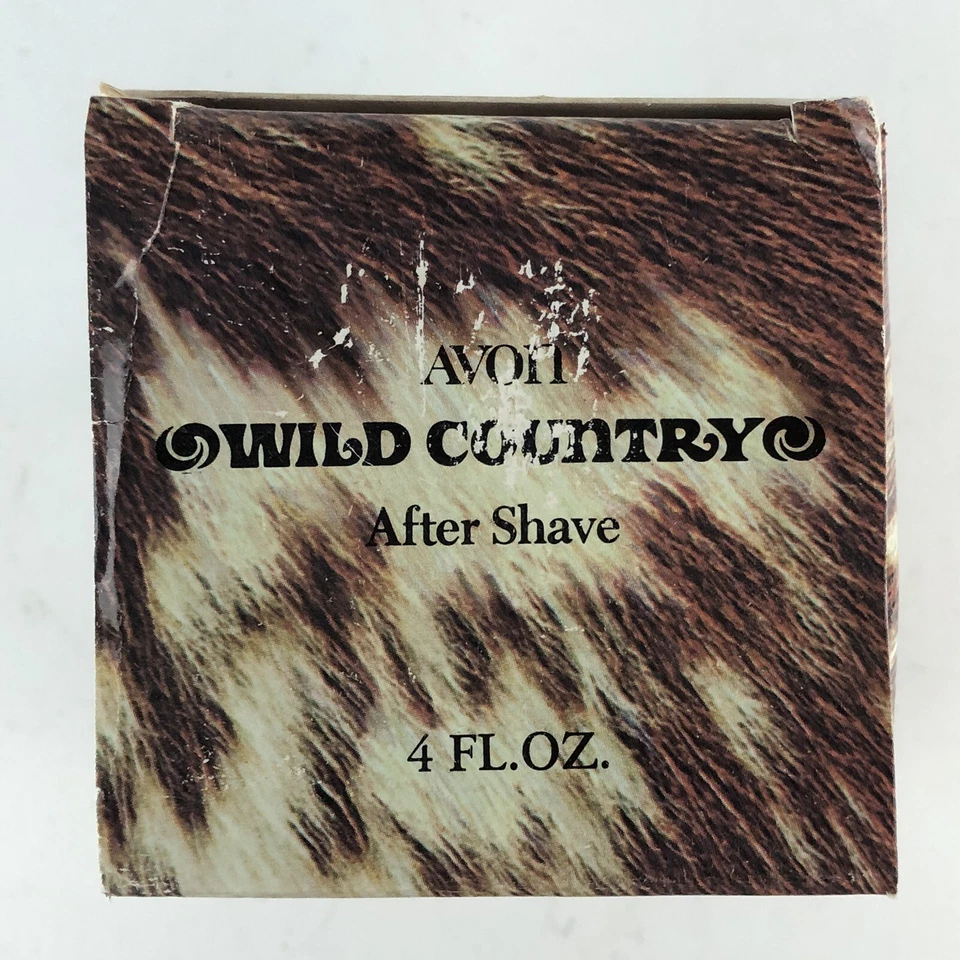 AVON
WILD COUNTRY
After Shave
4 FL.OZ.